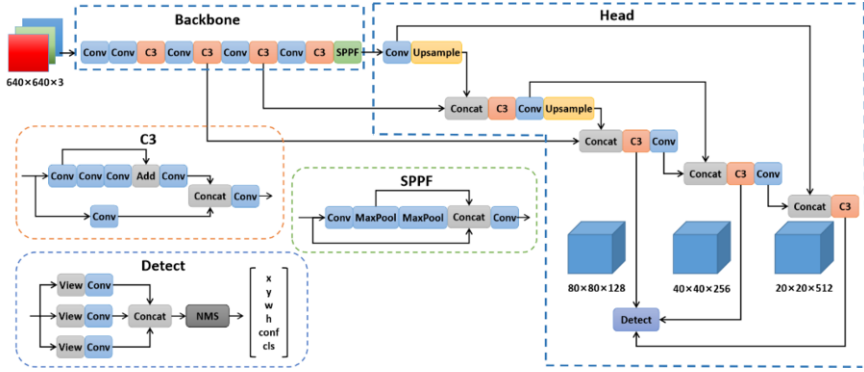 Backbone
Head
Conv Conv C3 Conv C3 Conv C3 Conv C3 SPPF
Conv Upsample
640×640×3
Concat C3 Conv Upsample
C3
Concat C3 Conv
Conv Conv Conv Add Conv
SPPF
Concat C3 Conv
Concat Conv
Conv
Concat C3
Conv MaxPool MaxPool Concat Conv
Detect
80×80×128
40×40×256
20×20×512
View Conv
x
y
w
h
conf
cls
View Conv Concat NMS
Detect
View Conv